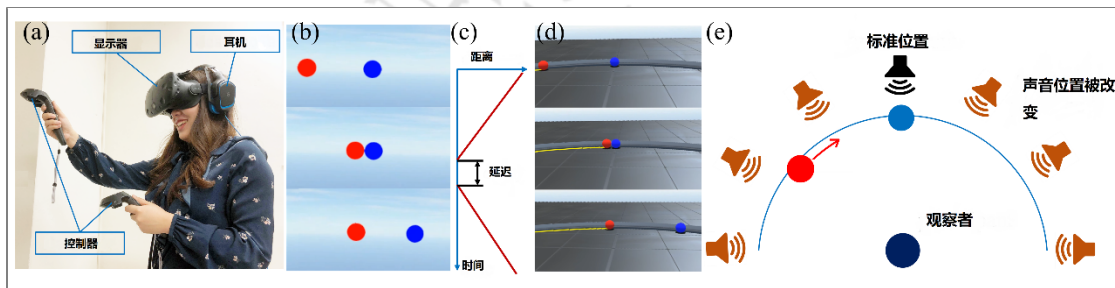 (a)
显示器
耳机
控制器
(b)
(c)
距离
延迟
时间
(d)
(e)
标准位置
声音位置被改
变
观察者